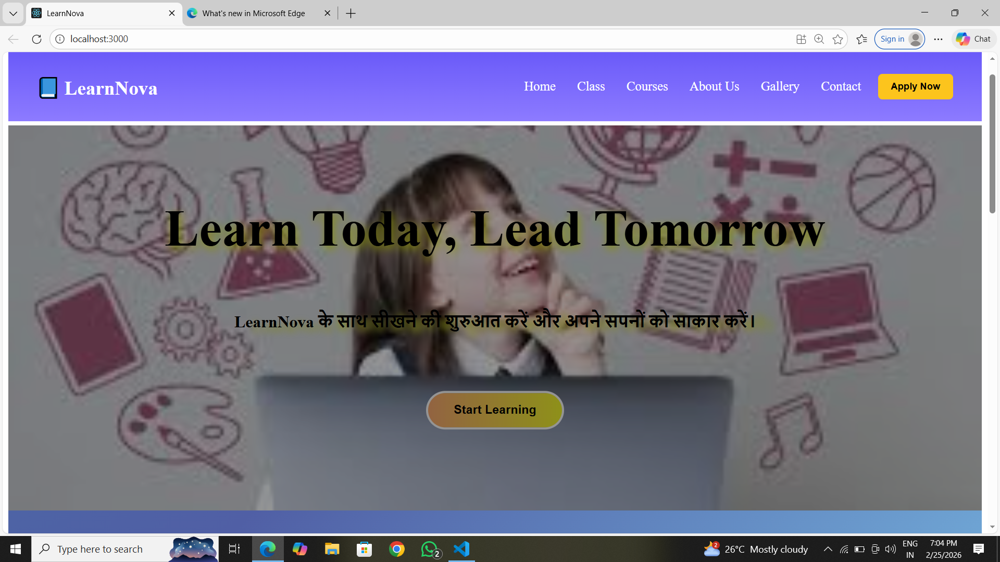 LearnNova
What's new in Microsoft Edge
localhost:3000
Sign in
Chat
LearnNova
Home Class Courses About Us Gallery Contact Apply Now
Learn Today, Lead Tomorrow
LearnNova के साथ सीखने की शुरुआत करें और अपने सपनों को साकार करें।
Start Learning
Type here to search
2
2
26°C Mostly cloudy
ENG
IN
7:04 PM
2/25/2026